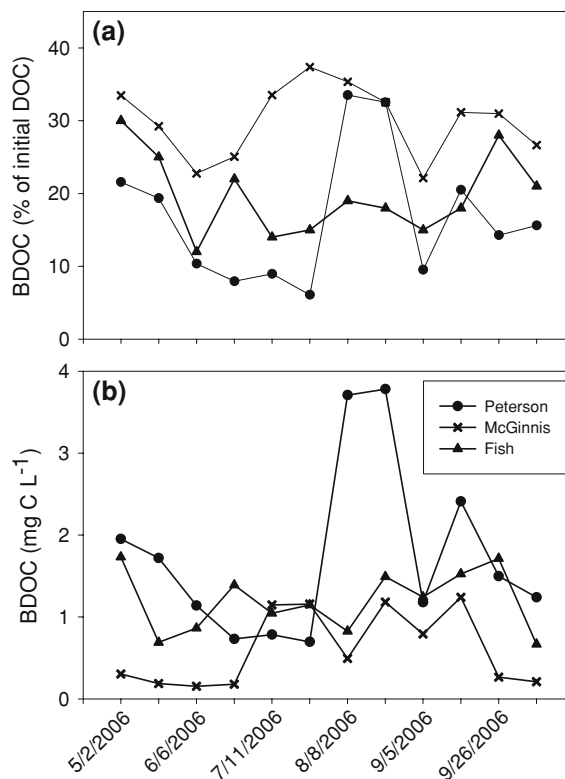 (a)
40
30
20
10
0
BDOC (% of initial DOC)
(b)
4
3
2
1
0
BDOC (mg C L⁻¹)
Peterson
McGinnis
Fish
5/2/2006
6/6/2006
7/11/2006
8/8/2006
9/5/2006
9/26/2006